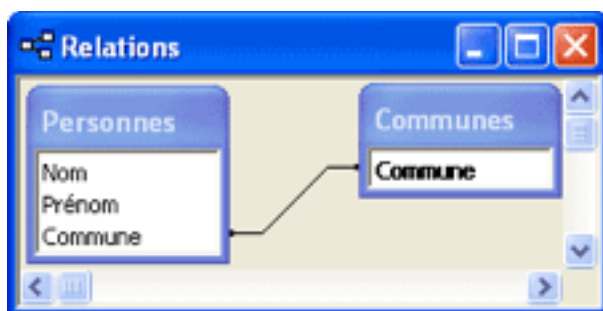 Relations
Personnes
Nom
Prénom
Commune
Communes
Commune